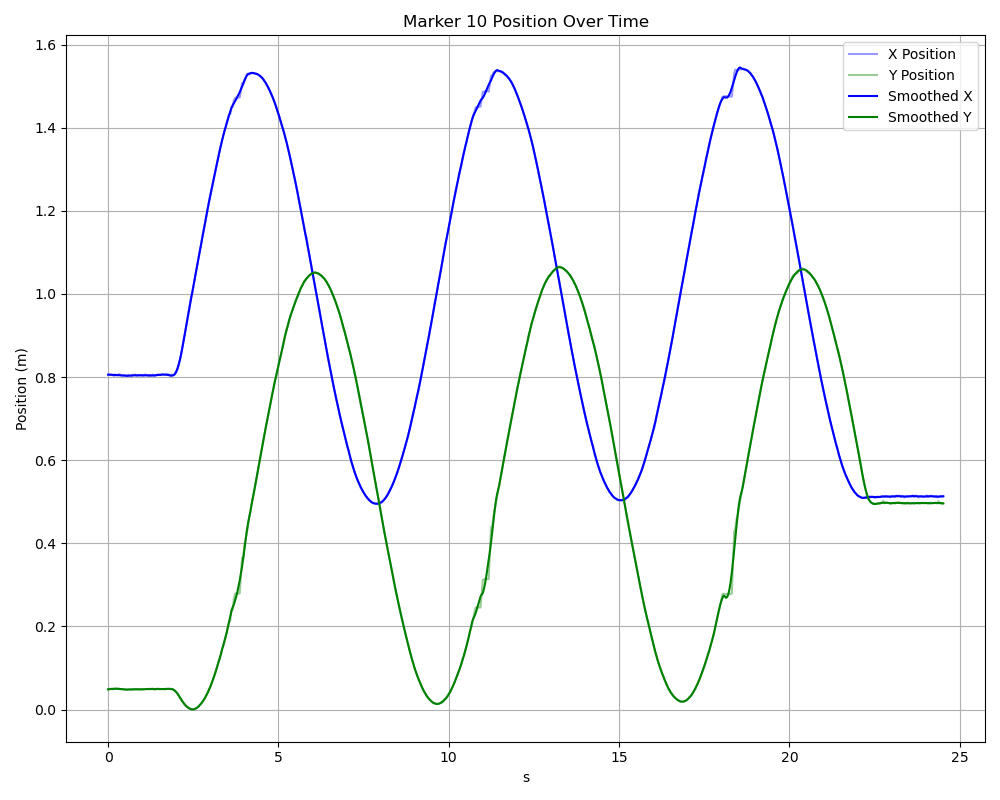 Marker 10 Position Over Time
X Position
Y Position
Smoothed X
Smoothed Y
Position (m)
1.6
1.4
1.2
1.0
0.8
0.6
0.4
0.2
0.0
0 5 10 15 20 25
s